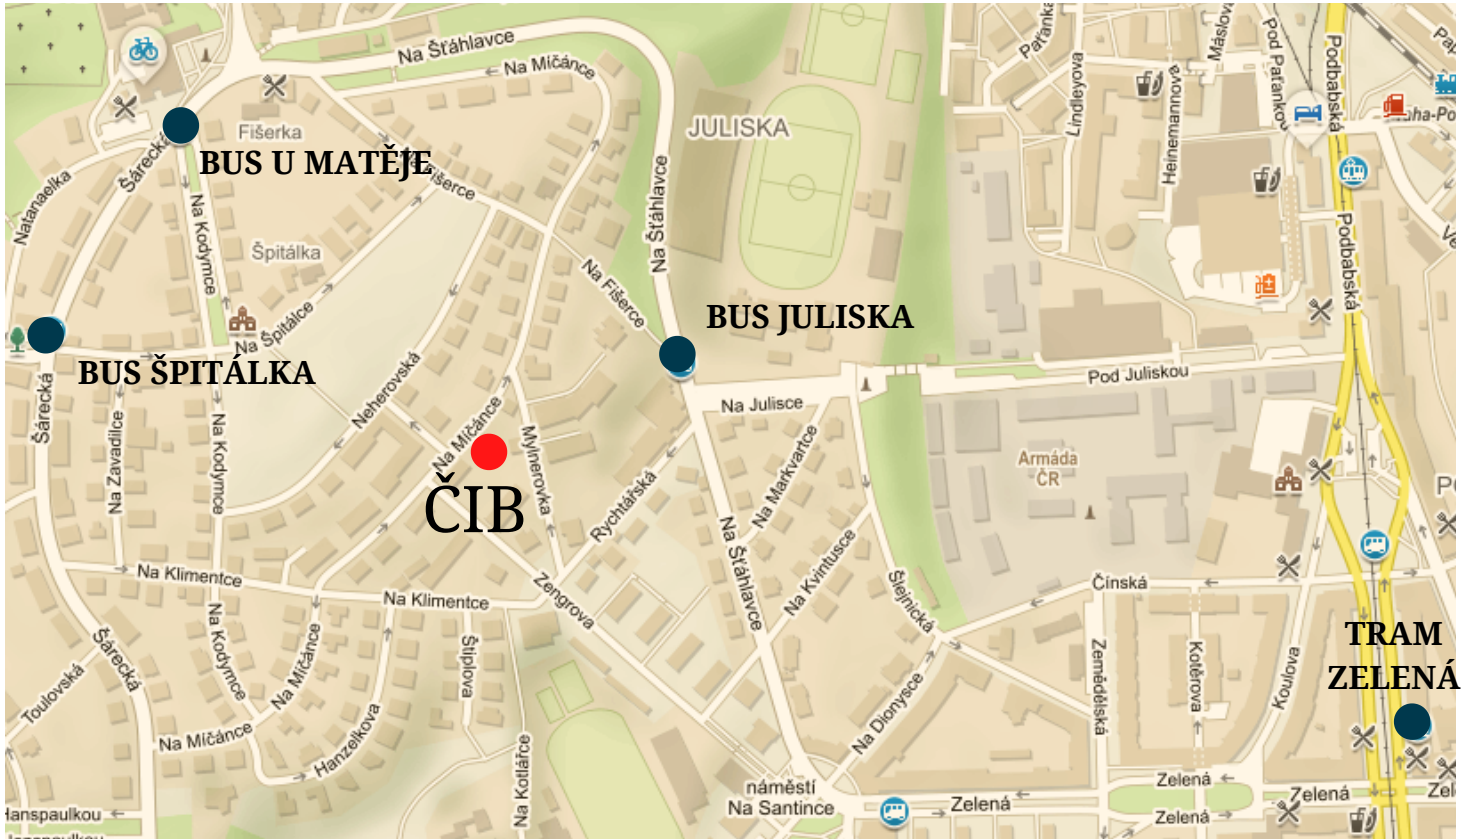 Na Šťáhlavce
Na Míčánce
Paťanka
Máslova
Pod Paťankou
Podbabská
Lindleyova
Heinemannova
Fišerka
JULISKA
BUS U MATĚJE
Na Fišerce
Šárecká
Natanaelka
Na Kodymce
Na Šťáhlavce
Podbabská
Špitálka
Na Fišerce
BUS JULISKA
Na Špitálce
BUS ŠPITÁLKA
Pod Juliskou
Na Julisce
Šárecká
Neherovská
Na Zavadilce
Na Kodymce
Na Míčánce
Mylnerovka
Na Markvartce
Armáda
ČR
ČIB
Rychtářská
Na Šťáhlavce
Na Kvintusce
Na Klimentce
Na Klimentce
Zengrova
Šlejnická
Čínská
TRAM
ZELENÁ
Šárecká
Na Kodymce
Na Míčánce
Štiplova
Zemědělská
Kotěrova
Koulova
Toulovská
Na Míčánce
Hanzelkova
Na Kotlářce
Na Dionysce
náměstí
Na Santince
Zelená
Zelená
Zelená
Zelená
Hanspaulkou